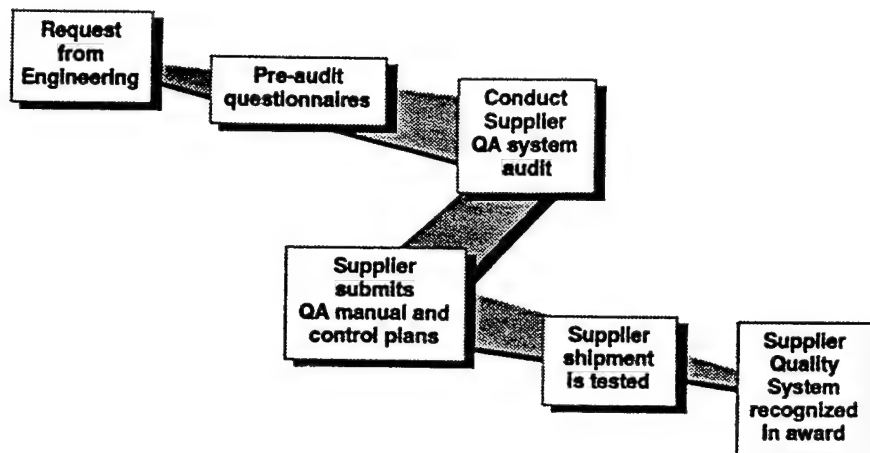 Request
from
Engineering
Pre-audit
questionnaires
Conduct
Supplier
QA system
audit
Supplier
submits
QA manual and
control plans
Supplier
shipment
is tested
Supplier
Quality
System
recognized
in award